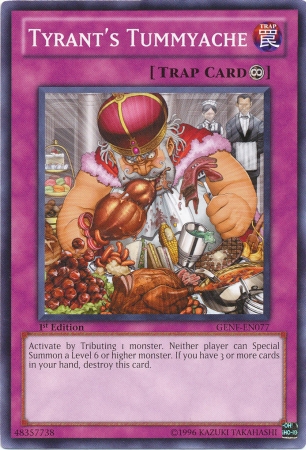 TYRANT'S TUMMYACHE
TRAP
罠
[TRAP CARD]
1st Edition
GENF-EN077
Activate by Tributing 1 monster. Neither player can Special
Summon a Level 6 or higher monster. If you have 3 or more cards
in your hand, destroy this card.
48357738
©1996 KAZUKI TAKAHASHI